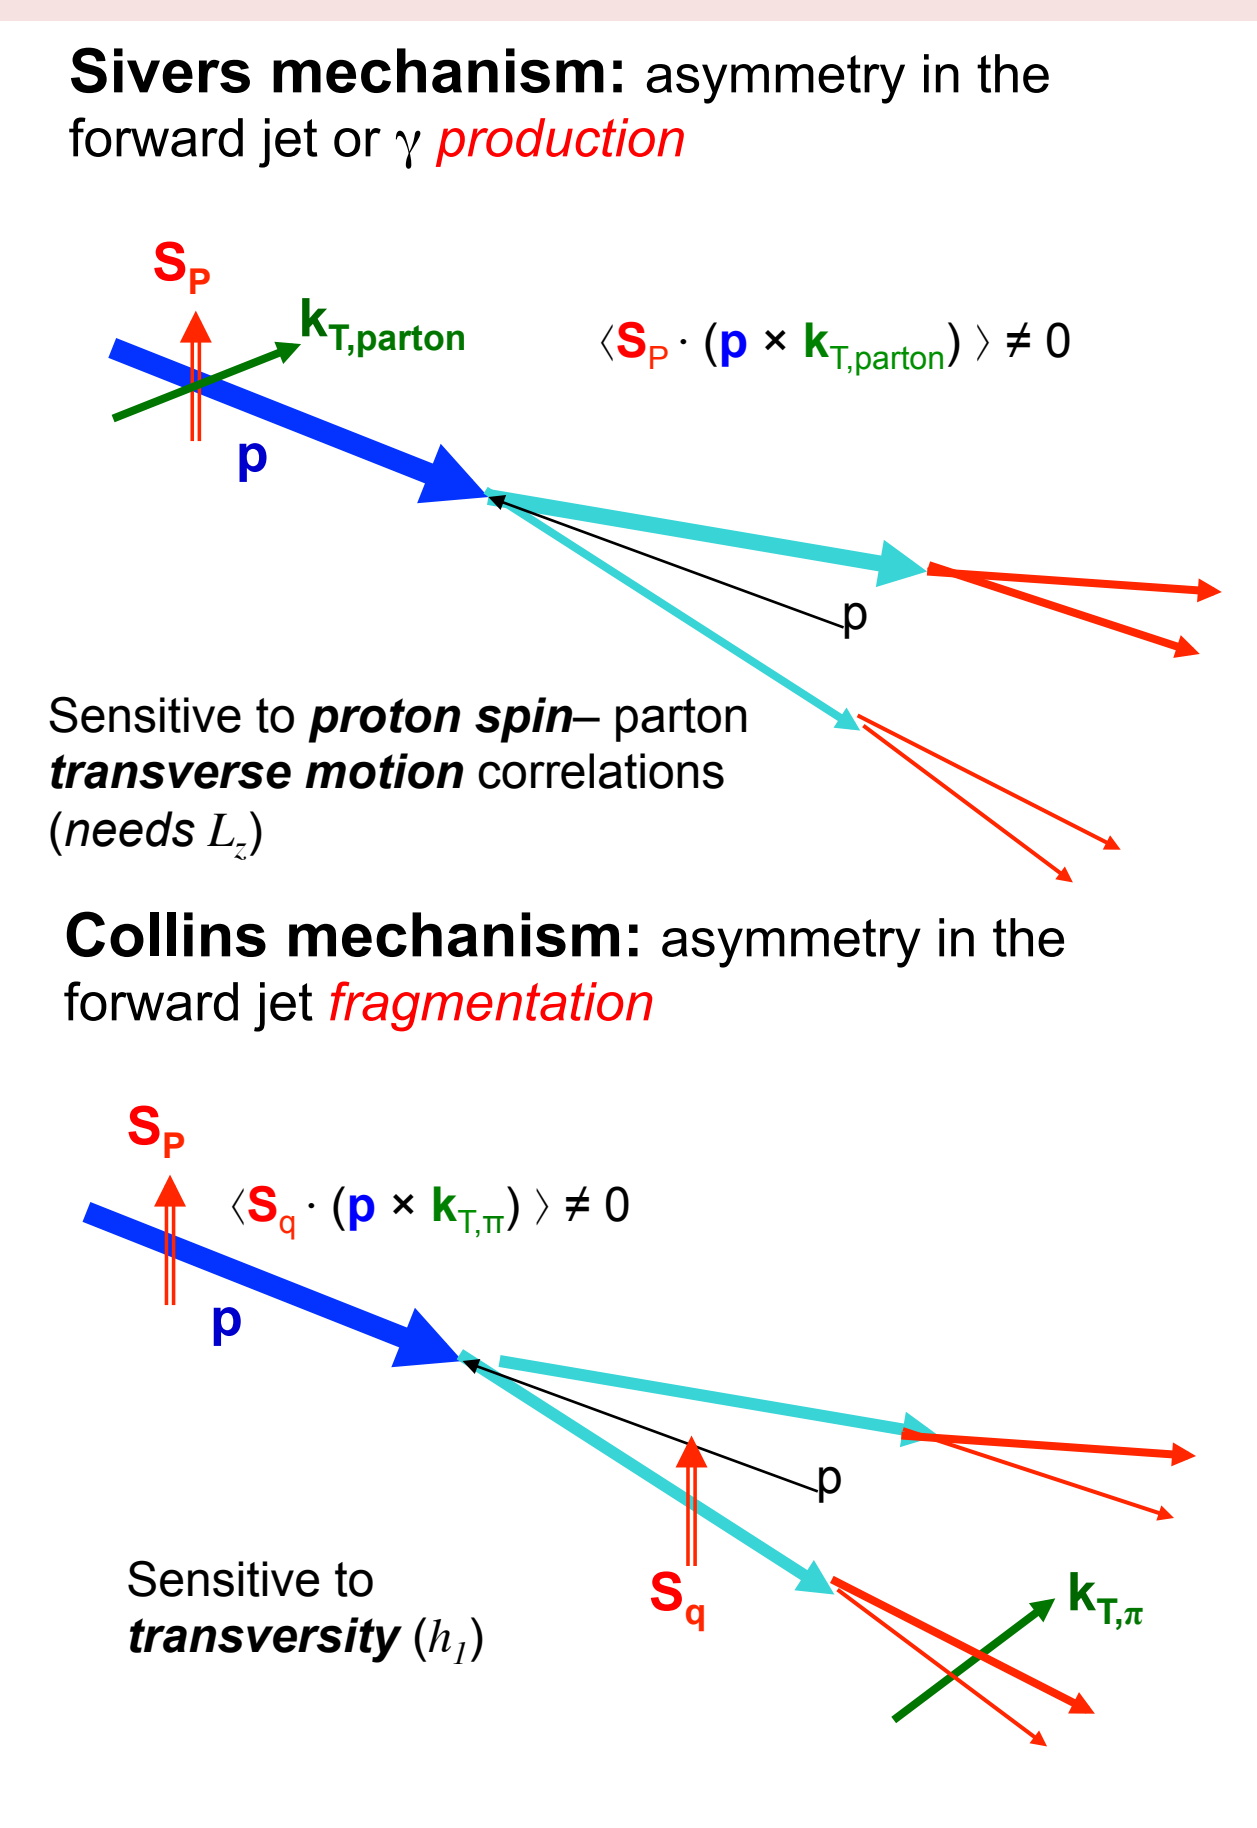 Sivers mechanism: asymmetry in the
forward jet or γ production
S_P
k_T,parton
⟨S_P · (p × k_T,parton) ⟩ ≠ 0
p
p
Sensitive to proton spin– parton
transverse motion correlations
(needs L_z)
Collins mechanism: asymmetry in the
forward jet fragmentation
S_P
⟨S_q · (p × k_T,π) ⟩ ≠ 0
p
p
Sensitive to
transversity (h_1)
S_q
k_T,π